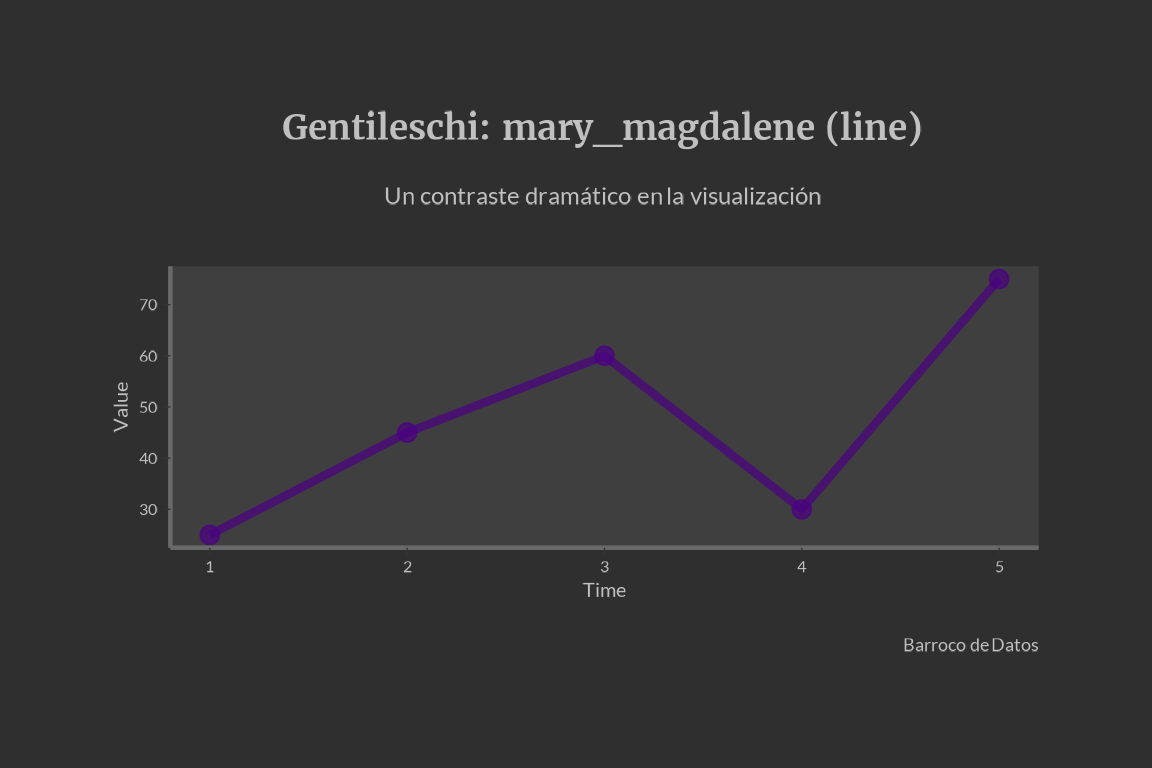 Gentileschi: mary_magdalene (line)
Un contraste dramático en la visualización
70
60
50
40
30
Value
1 2 3 4 5
Time
Barroco de Datos